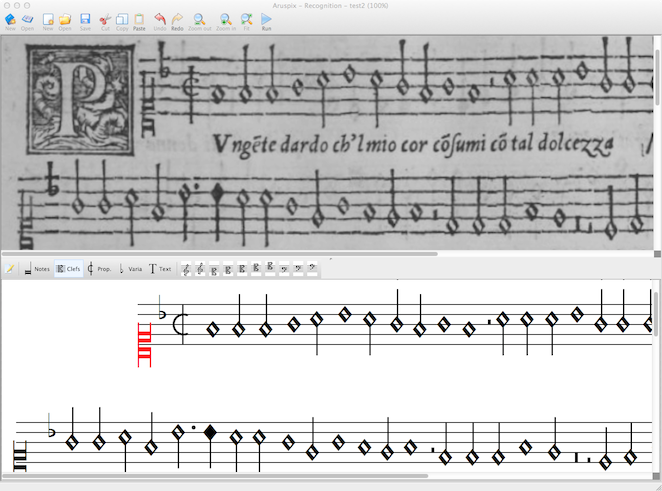 Aruspix – Recognition – test2 (100%)
New Open New Open Save Cut Copy Paste Undo Redo Zoom out Zoom in Fit Run
P
Vngẽte dardo ch'l mio cor cõsumi cõ tal dolcezza
Notes Clefs Prop. Varia Text